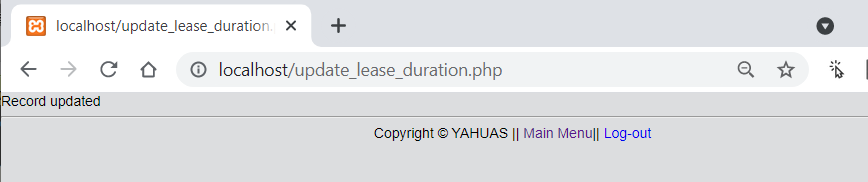 localhost/update_lease_duration.
localhost/update_lease_duration.php
Record updated
Copyright © YAHUAS || Main Menu|| Log-out